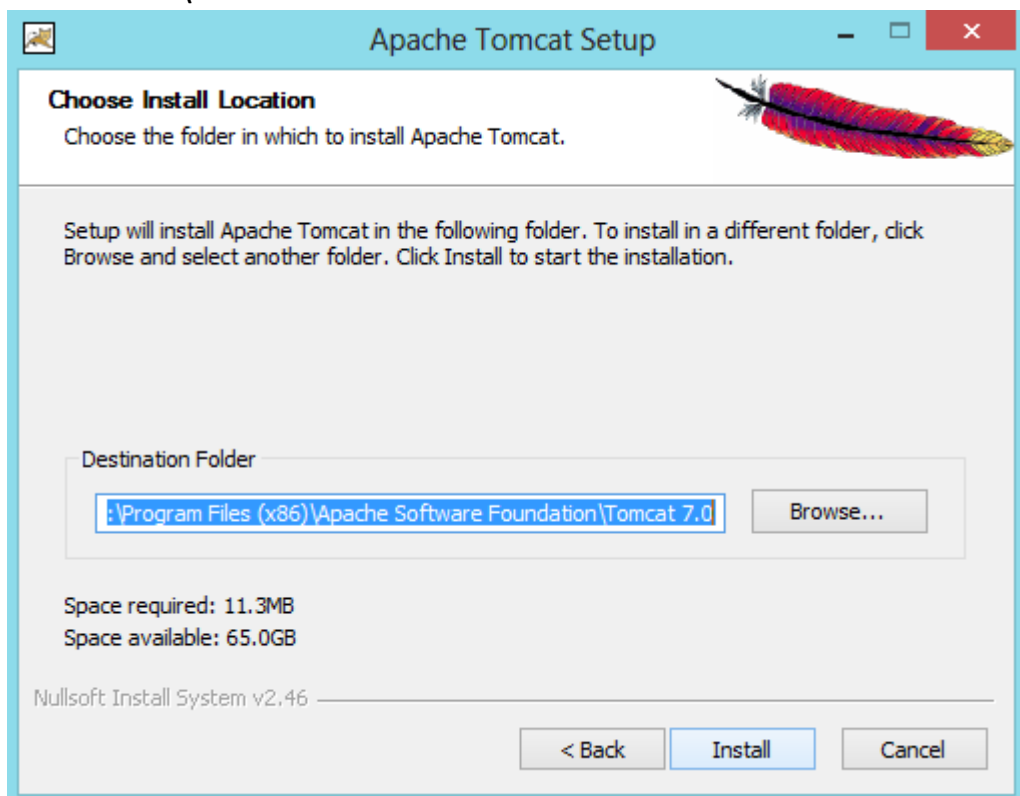 Apache Tomcat Setup
Choose Install Location
Choose the folder in which to install Apache Tomcat.
Setup will install Apache Tomcat in the following folder. To install in a different folder, click
Browse and select another folder. Click Install to start the installation.
Destination Folder
:\Program Files (x86)\Apache Software Foundation\Tomcat 7.0
Browse...
Space required: 11.3MB
Space available: 65.0GB
Nullsoft Install System v2.46
< Back
Install
Cancel